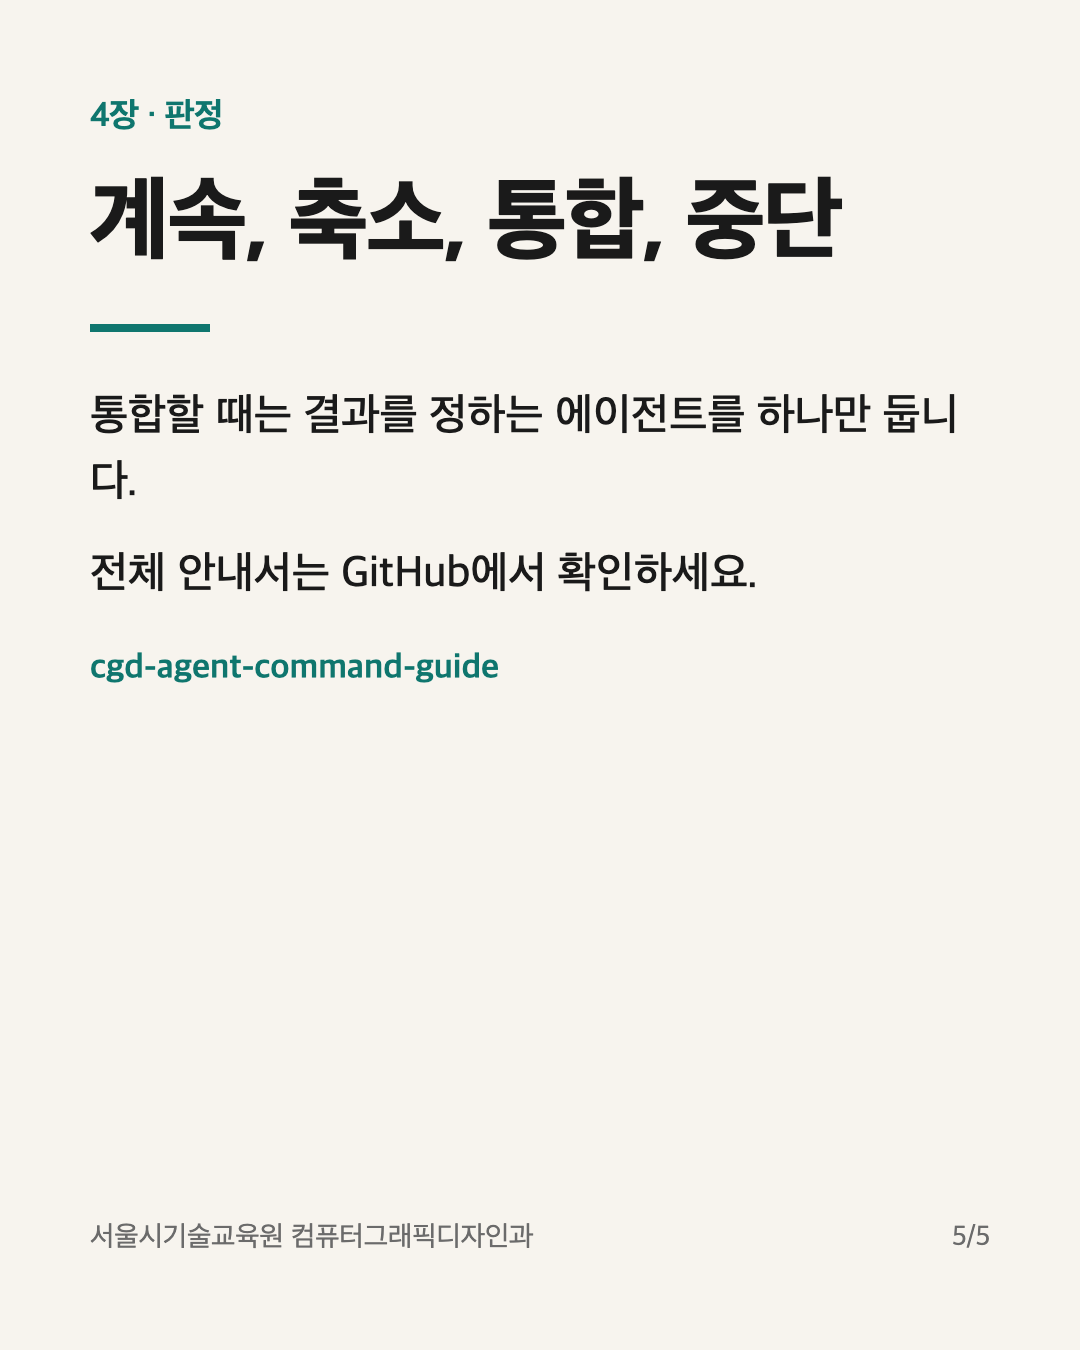 4장 · 판정
계속, 축소, 통합, 중단
통합할 때는 결과를 정하는 에이전트를 하나만 둡니
다.
전체 안내서는 GitHub에서 확인하세요.
cgd-agent-command-guide
서울시기술교육원 컴퓨터그래픽디자인과
5/5